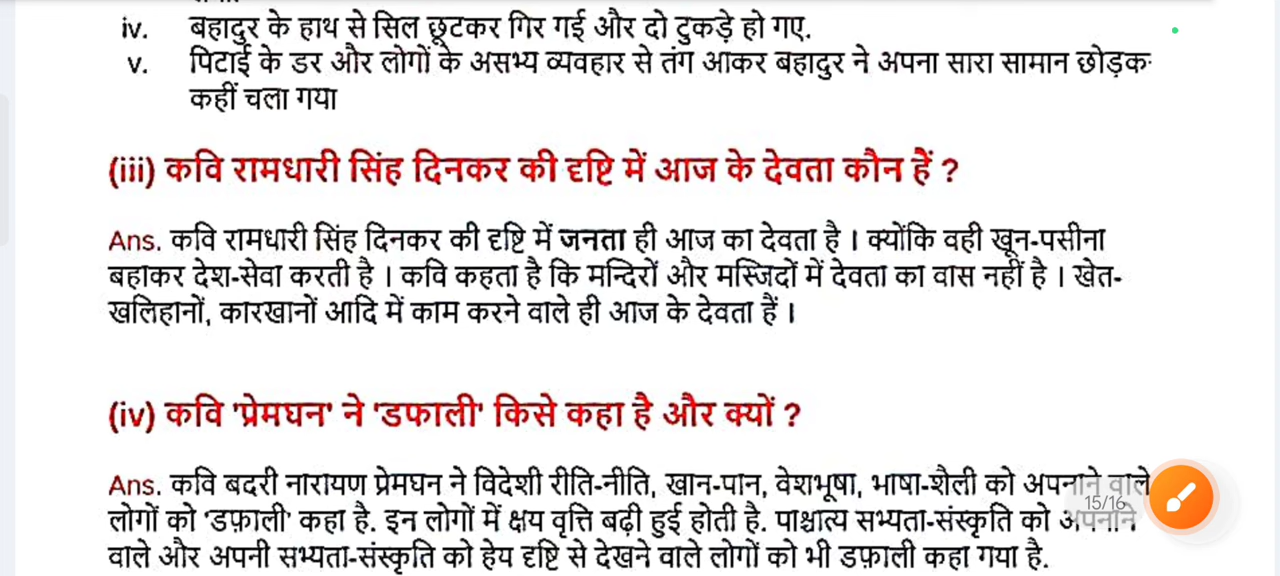 iv. बहादुर के हाथ से सिल छूटकर गिर गई और दो टुकड़े हो गए.
v. पिटाई के डर और लोगों के असभ्य व्यवहार से तंग आकर बहादुर ने अपना सारा सामान छोड़क
कहीं चला गया
(iii) कवि रामधारी सिंह दिनकर की दृष्टि में आज के देवता कौन हैं ?
Ans. कवि रामधारी सिंह दिनकर की दृष्टि में जनता ही आज का देवता है । क्योंकि वही खून-पसीना
बहाकर देश-सेवा करती है । कवि कहता है कि मन्दिरों और मस्जिदों में देवता का वास नहीं है । खेत-
खलिहानों, कारखानों आदि में काम करने वाले ही आज के देवता हैं ।
(iv) कवि 'प्रेमघन' ने 'डफाली' किसे कहा है और क्यों ?
Ans. कवि बदरी नारायण प्रेमघन ने विदेशी रीति-नीति, खान-पान, वेशभूषा, भाषा-शैली को अपनाने वाले
15/16
लोगों को 'डफ़ाली' कहा है. इन लोगों में क्षय वृत्ति बढ़ी हुई होती है. पाश्चात्य सभ्यता-संस्कृति को अपनाने
वाले और अपनी सभ्यता-संस्कृति को हेय दृष्टि से देखने वाले लोगों को भी डफ़ाली कहा गया है.